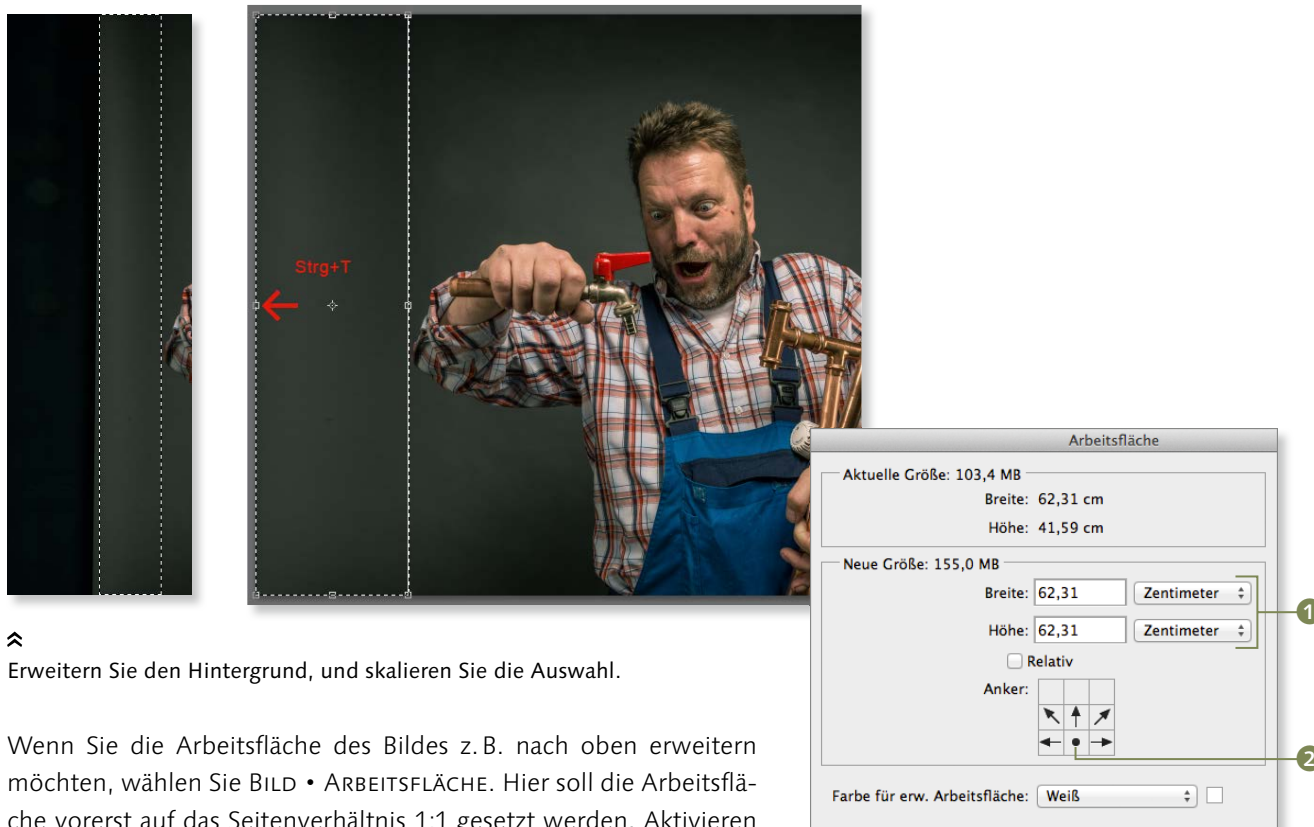 Strg+T
Erweitern Sie den Hintergrund, und skalieren Sie die Auswahl.
Wenn Sie die Arbeitsfläche des Bildes z. B. nach oben erweitern
möchten, wählen Sie BILD • ARBEITSFLÄCHE. Hier soll die Arbeitsflä-
che vorerst auf das Seitenverhältnis 1:1 gesetzt werden. Aktivieren
Arbeitsfläche
Aktuelle Größe: 103,4 MB
Breite: 62,31 cm
Höhe: 41,59 cm
Neue Größe: 155,0 MB
Breite: 62,31 Zentimeter
1
Höhe: 62,31 Zentimeter
Relativ
Anker:
2
Farbe für erw. Arbeitsfläche: Weiß